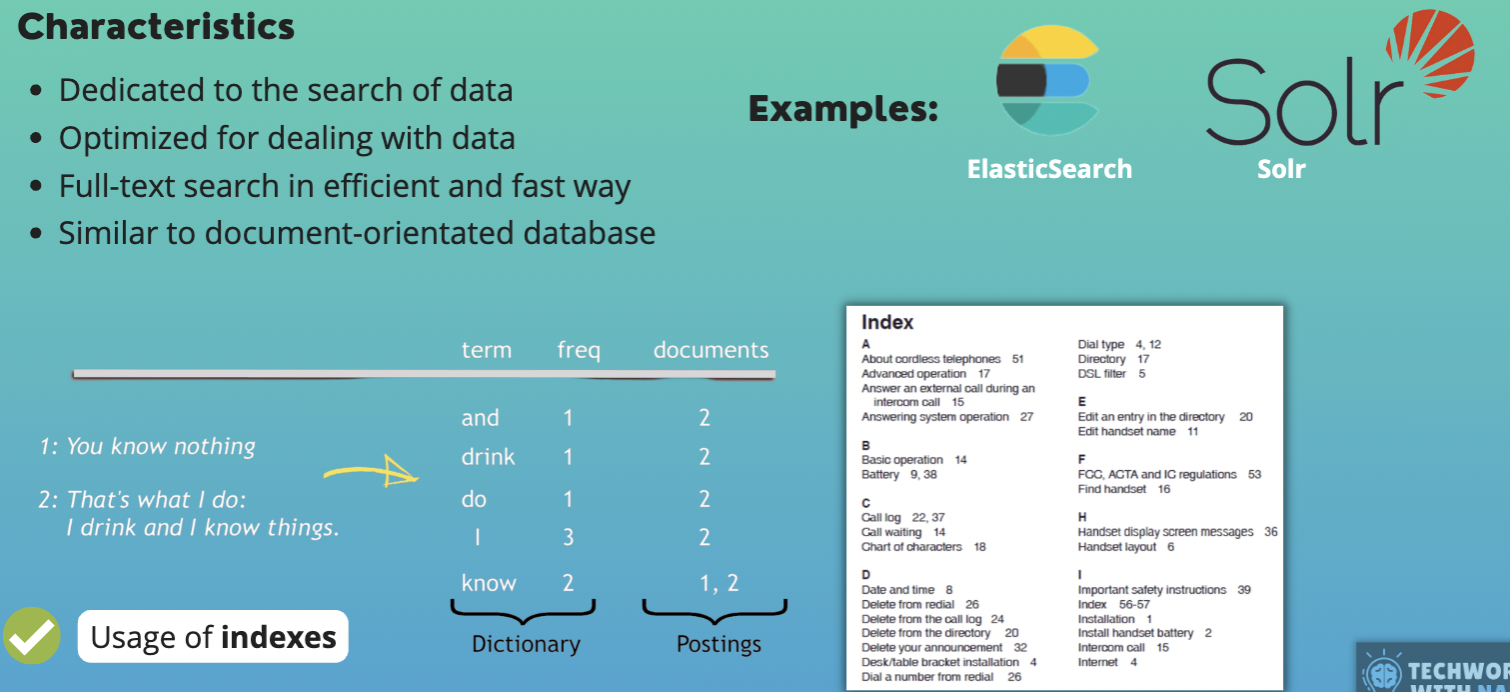 Characteristics
• Dedicated to the search of data
• Optimized for dealing with data
• Full-text search in efficient and fast way
• Similar to document-orientated database
Examples:
ElasticSearch
Solr
Solr
term freq documents
and 1 2
drink 1 2
do 1 2
I 3 2
know 2 1, 2
Dictionary
Postings
1: You know nothing
2: That's what I do:
I drink and I know things.
Usage of indexes
Index
A
About cordless telephones 51
Advanced operation 17
Answer an external call during an
intercom call 15
Answering system operation 27
B
Basic operation 14
Battery 9, 38
C
Call log 22, 37
Call waiting 14
Chart of characters 18
D
Date and time 8
Delete from redial 26
Delete from the call log 24
Delete from the directory 20
Delete your announcement 32
Desk/table bracket installation 4
Dial a number from redial 26
Dial type 4, 12
Directory 17
DSL filter 5
E
Edit an entry in the directory 20
Edit handset name 11
F
FCC, ACTA and IC regulations 53
Find handset 16
H
Handset display screen messages 36
Handset layout 6
I
Important safety instructions 39
Index 56-57
Installation 1
Install handset battery 2
Intercom call 15
Internet 4
TECHWOR
WITH NA